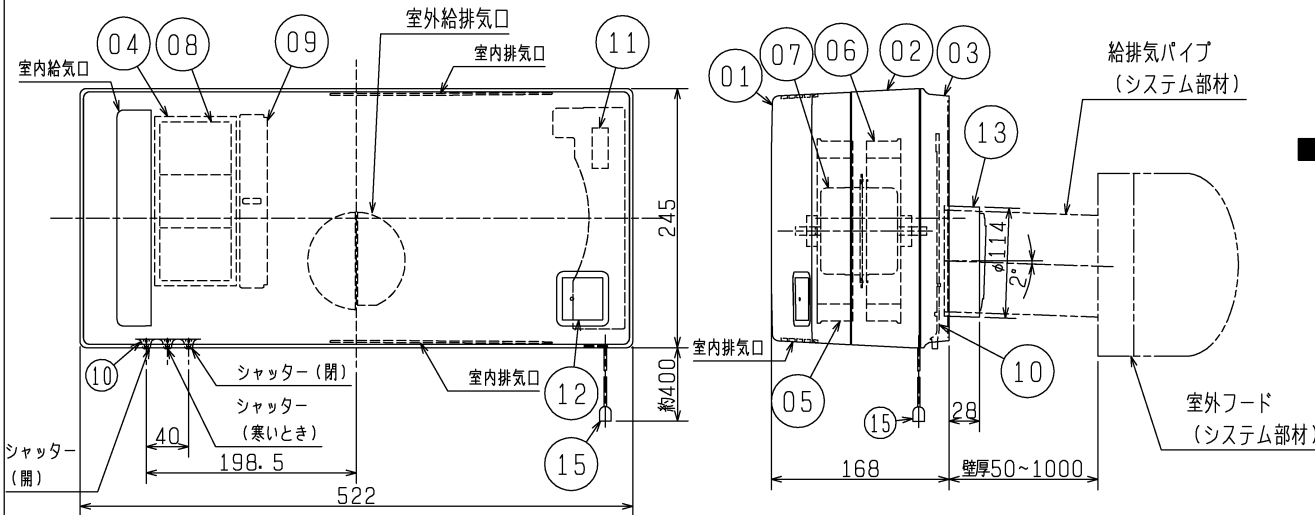 室外給排気口
04
08
09
11
室内給気口
室内排気口
245
10
シャッター(閉)
室内排気口
12
約400
シャッター
(寒いとき)
シャッター
(開)
40
198.5
15
522
01
07
06
02
03
給排気パイプ
(システム部材)
13
φ114
2°
室内排気口
05
10
15
28
室外フード
(システム部材)
168
壁厚50~1000